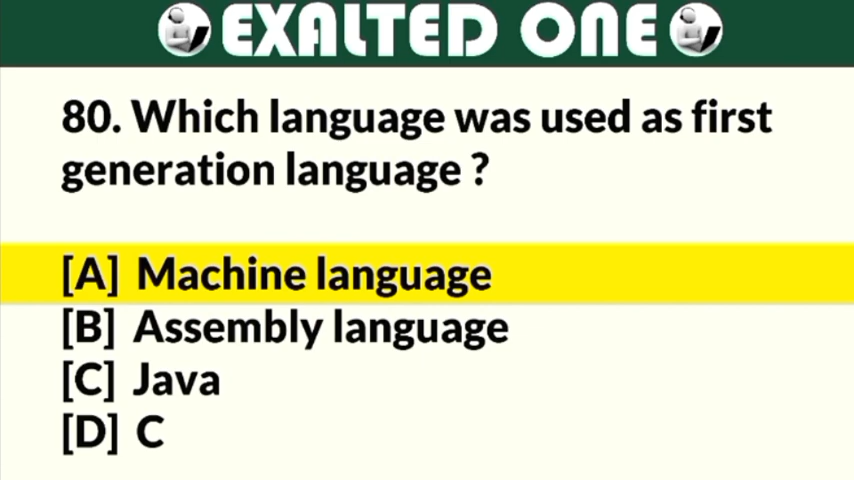 EXALTED ONE
80. Which language was used as first
generation language ?
[A] Machine language
[B] Assembly language
[C] Java
[D] C